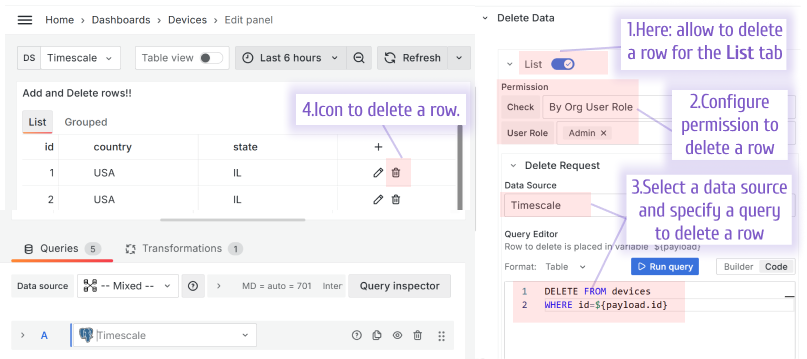 Home > Dashboards > Devices > Edit panel
DS Timescale Table view Last 6 hours Refresh
Add and Delete rows!!
List Grouped
id country state +
1 USA IL
2 USA IL
4.Icon to delete a row.
Queries 5 Transformations 1
Data source -- Mixed -- > MD = auto = 701 Inter Query inspector
> A Timescale
Delete Data
1.Here: allow to delete
a row for the List tab
List
Permission
Check By Org User Role
User Role Admin ×
2.Configure
permission to
delete a row
Delete Request
Data Source
Timescale
3.Select a data source
and specify a query
to delete a row
Query Editor
Row to delete is placed in variable ${payload}
Format: Table Run query Builder Code
1 DELETE FROM devices
2 WHERE id=${payload.id}